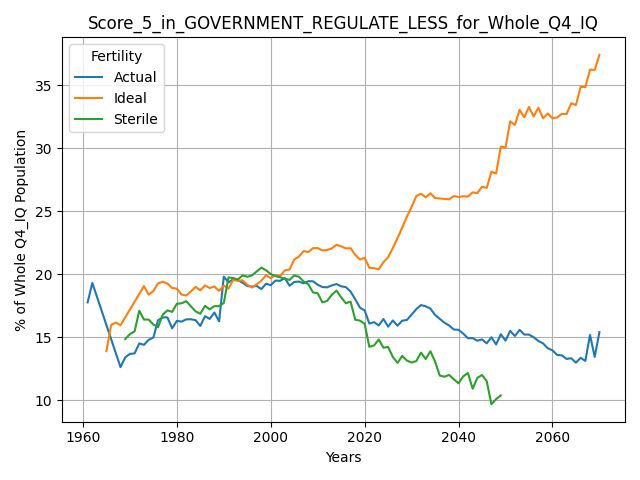 Score_5_in_GOVERNMENT_REGULATE_LESS_for_Whole_Q4_IQ
Fertility
Actual
Ideal
Sterile
% of Whole Q4_IQ Population
35
30
25
20
15
10
1960 1980 2000 2020 2040 2060
Years